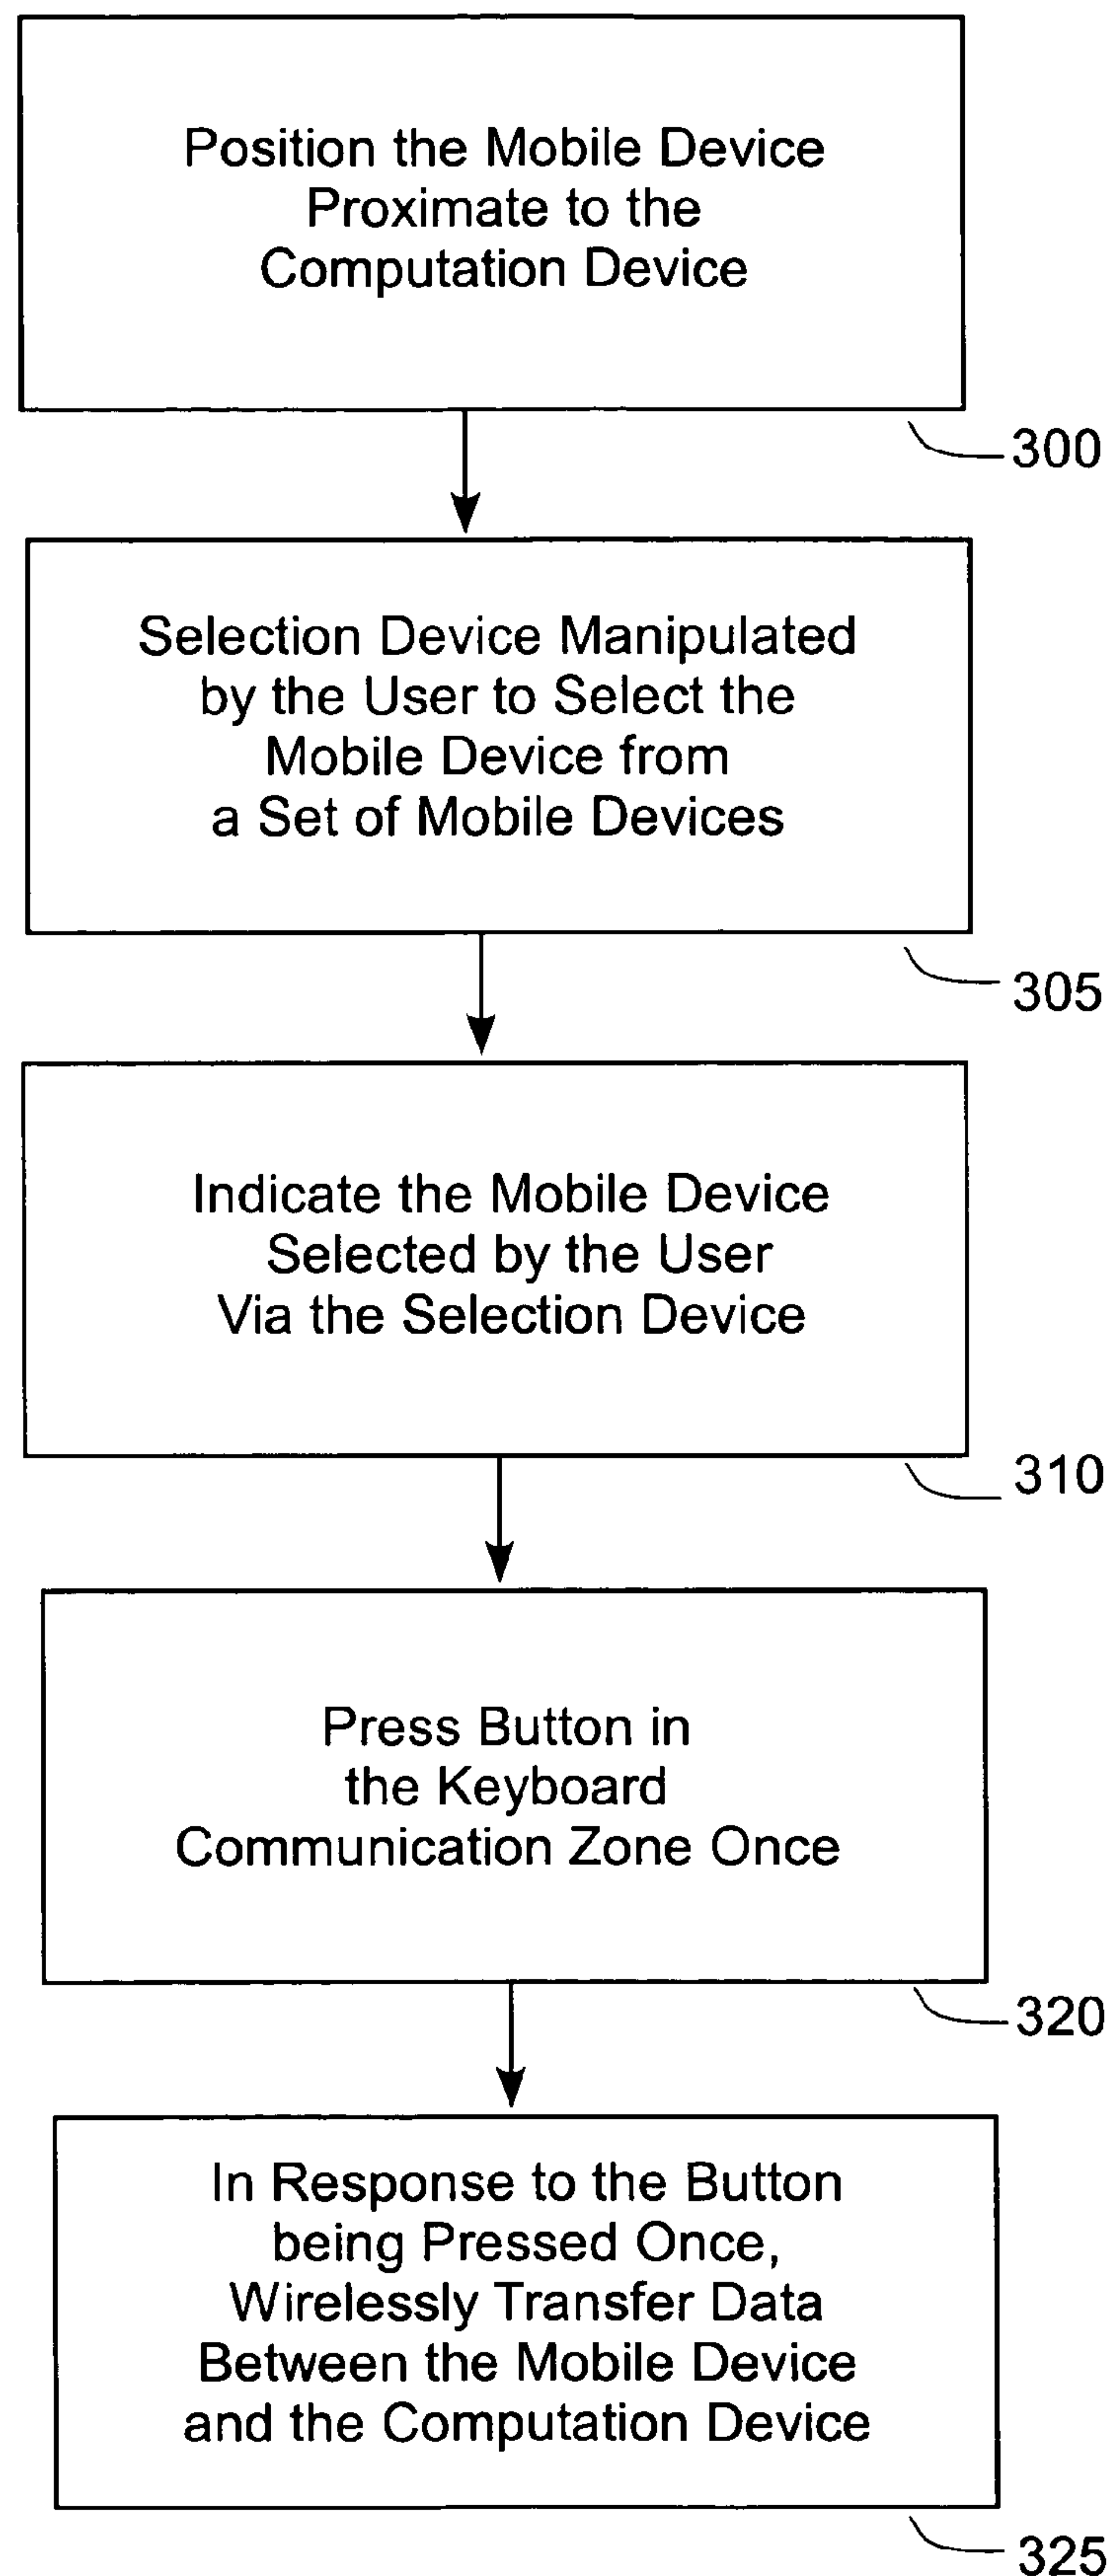 Position the Mobile Device
Proximate to the
Computation Device
300
Selection Device Manipulated
by the User to Select the
Mobile Device from
a Set of Mobile Devices
305
Indicate the Mobile Device
Selected by the User
Via the Selection Device
310
Press Button in
the Keyboard
Communication Zone Once
320
In Response to the Button
being Pressed Once,
Wirelessly Transfer Data
Between the Mobile Device
and the Computation Device
325